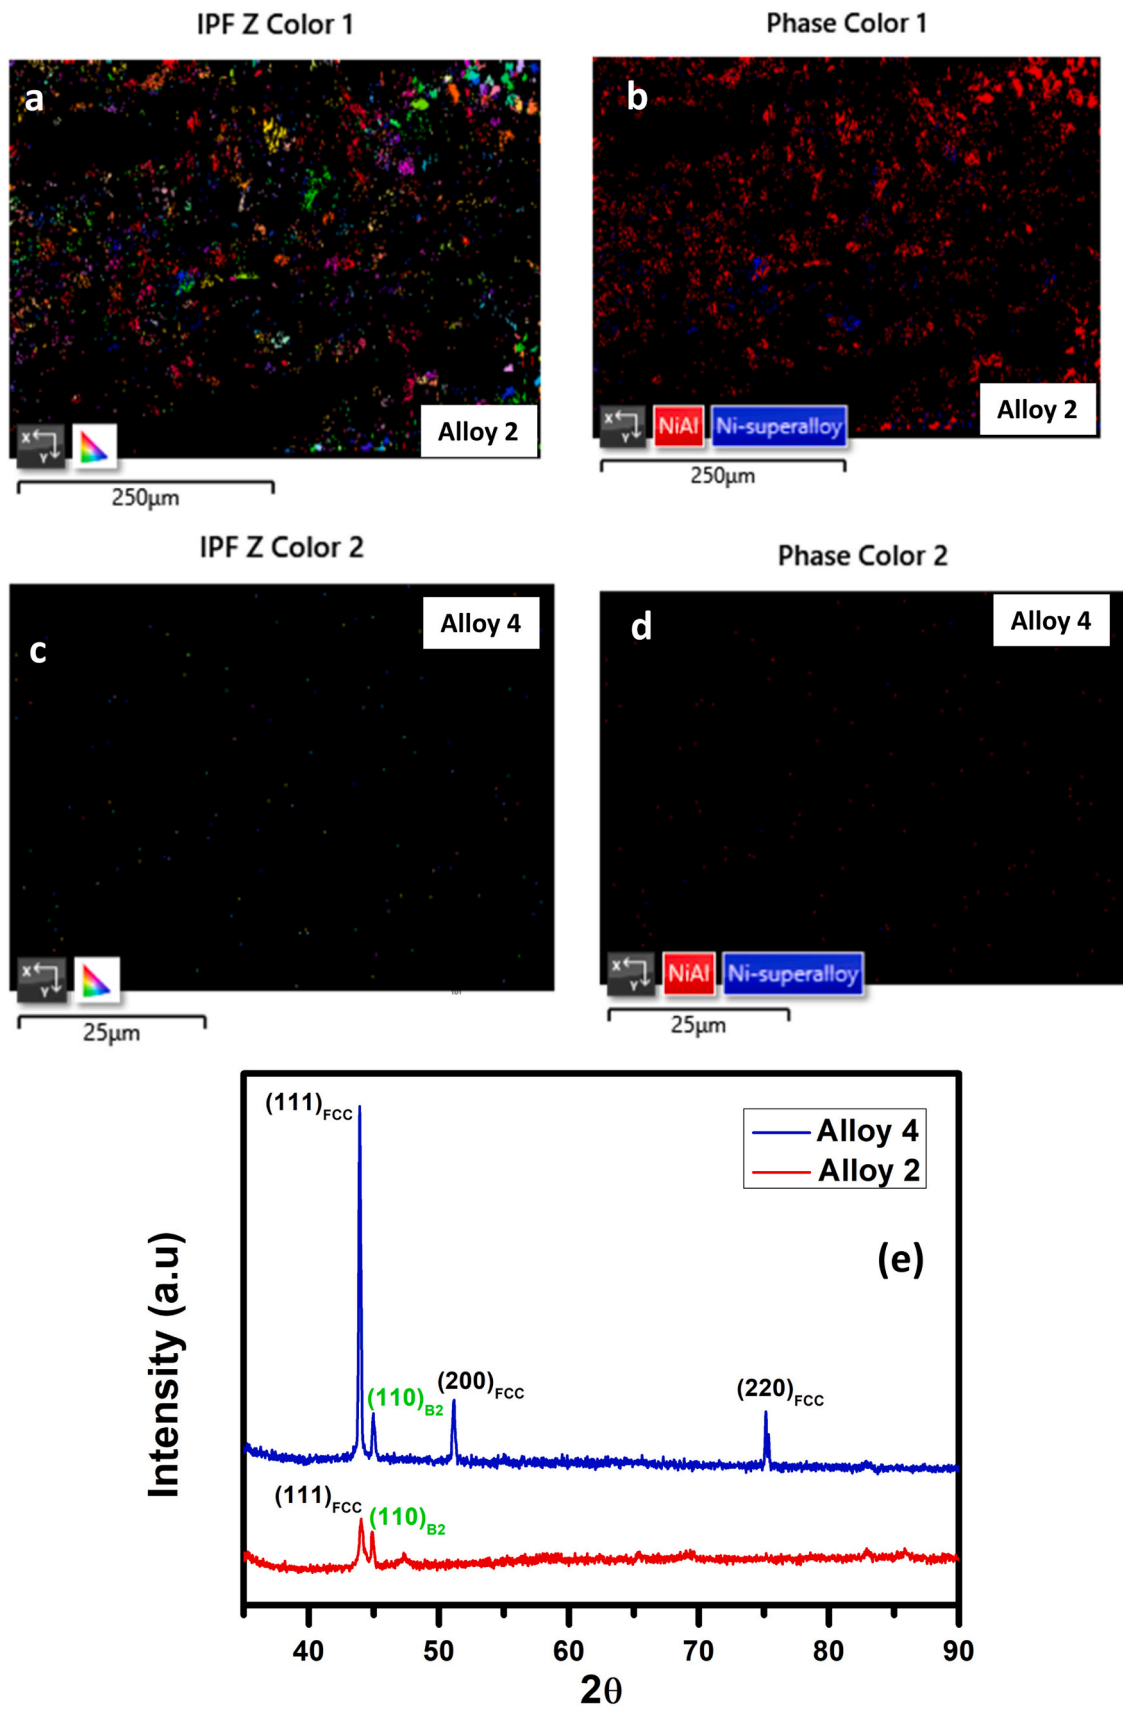 IPF Z Color 1
Phase Color 1
a
b
Alloy 2
Alloy 2
X
Y
X
Y
NiAl
Ni-superalloy
250µm
250µm
IPF Z Color 2
Phase Color 2
Alloy 4
Alloy 4
c
d
X
Y
X
Y
NiAl
Ni-superalloy
25µm
25µm
(111)FCC
Alloy 4
Alloy 2
(e)
(110)B2
(200)FCC
(220)FCC
(111)FCC
(110)B2
Intensity (a.u)
40 50 60 70 80 90
2θ